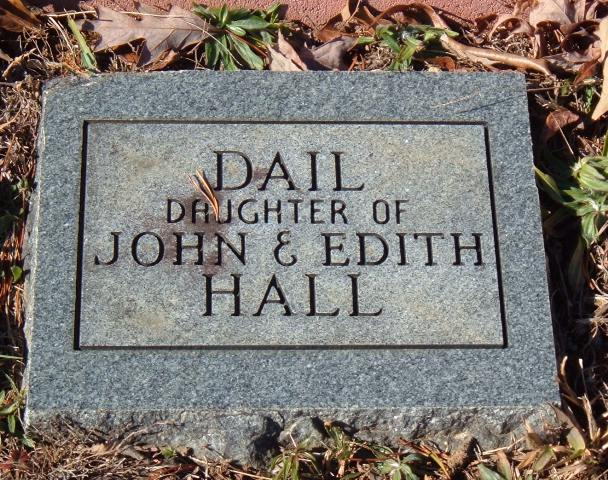 DAIL
DAUGHTER OF
JOHN & EDITH
HALL